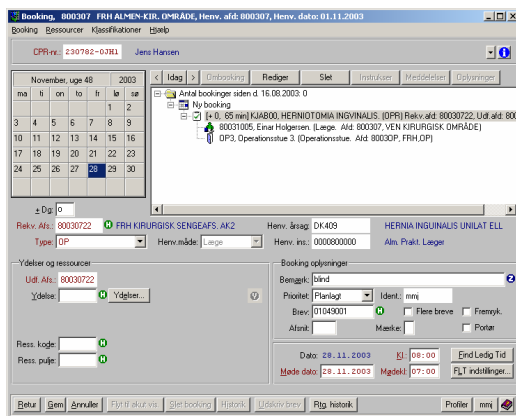 Booking, 800307 FRH ALMEN-KIR. OMRÅDE, Henv. afd: 800307, Henv. dato: 01.11.2003
Booking Ressourcer Klassifikationer Hjælp
CPR-nr.: 230782-0JH1 Jens Hansen
November, uge 48 2003
ma ti on to fr lø sø
1 2
3 4 5 6 7 8 9
10 11 12 13 14 15 16
17 18 19 20 21 22 23
24 25 26 27 28 29 30
< Idag > Ombooking Rediger Slet Instrukser Meddelelser Oplysninger
Antal bookinger siden d. 16.08.2003: 0
Ny booking
[+ 0, 65 min] KJAB00, HERNIOTOMIA INGVINALIS. (OPR) Rekv.afd: 80030722, Udf.afd: 800
80031005, Einar Holgersen. (Læge. Afd: 800307, VEN KIRURGISK OMRÅDE)
OP3, Operationsstue 3. (Operationsstue. Afd: 8003OP, FRH,OP)
± Dg: 0
Rekv. Afs.: 80030722 H FRH KIRURGISK SENGEAFS. AK2 Henv. årsag: DK409 HERNIA INGUINALIS UNILAT ELL
Type: OP Henv.måde: Læge Henv. ins.: 0000800000 Alm. Prakt. Læger
Ydelser og ressourcer
Udf. Afs.: 80030722
Ydelse: H Ydelser... V
Ress. kode: H
Ress. pulje: H
Booking oplysninger
Bemærk: blind
Prioritet: Planlagt Ident.: mmj
Brev: 01049001 H Flere breve Fremryk.
Afsnit: Mærke: Portør
Dato: 28.11.2003 Kl.: 08:00 Find Ledig Tid
Møde dato: 28.11.2003 Mødekl: 07:00 FLT indstillinger...
Retur Gem Annuller Flyt til akut vis. Slet booking Historik Udskriv brev Rtg. historik Profiler mmj